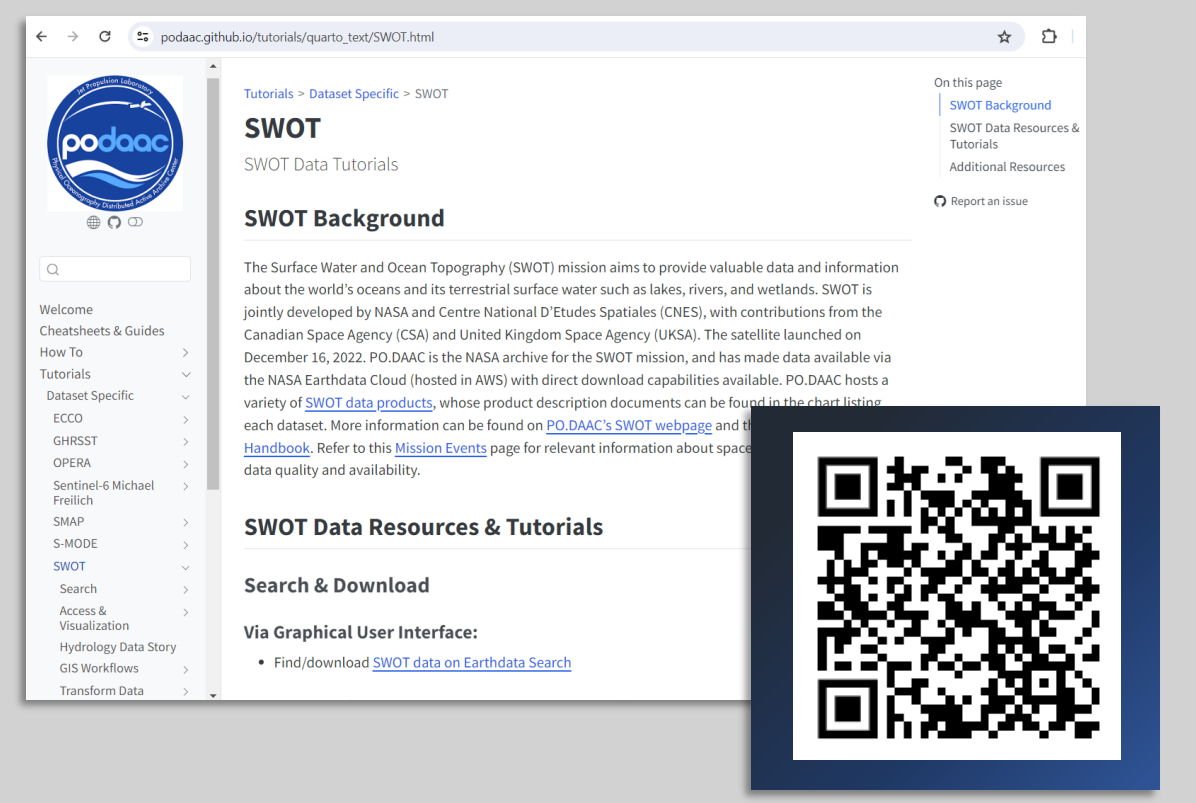 podaac.github.io/tutorials/quarto_text/SWOT.html
Jet Propulsion Laboratory
podaac
Physical Oceanography Distributed Active Archive Center
Welcome
Cheatsheets & Guides
How To
Tutorials
Dataset Specific
ECCO
GHRSST
OPERA
Sentinel-6 Michael
Freilich
SMAP
S-MODE
SWOT
Search
Access &
Visualization
Hydrology Data Story
GIS Workflows
Transform Data
Tutorials > Dataset Specific > SWOT
SWOT
SWOT Data Tutorials
SWOT Background
The Surface Water and Ocean Topography (SWOT) mission aims to provide valuable data and information
about the world’s oceans and its terrestrial surface water such as lakes, rivers, and wetlands. SWOT is
jointly developed by NASA and Centre National D’Etudes Spatiales (CNES), with contributions from the
Canadian Space Agency (CSA) and United Kingdom Space Agency (UKSA). The satellite launched on
December 16, 2022. PO.DAAC is the NASA archive for the SWOT mission, and has made data available via
the NASA Earthdata Cloud (hosted in AWS) with direct download capabilities available. PO.DAAC hosts a
variety of SWOT data products, whose product description documents can be found in the chart listing
each dataset. More information can be found on PO.DAAC’s SWOT webpage and
Handbook. Refer to this Mission Events page for relevant information about
data quality and availability.
SWOT Data Resources & Tutorials
Search & Download
Via Graphical User Interface:
• Find/download SWOT data on Earthdata Search
On this page
SWOT Background
SWOT Data Resources &
Tutorials
Additional Resources
Report an issue